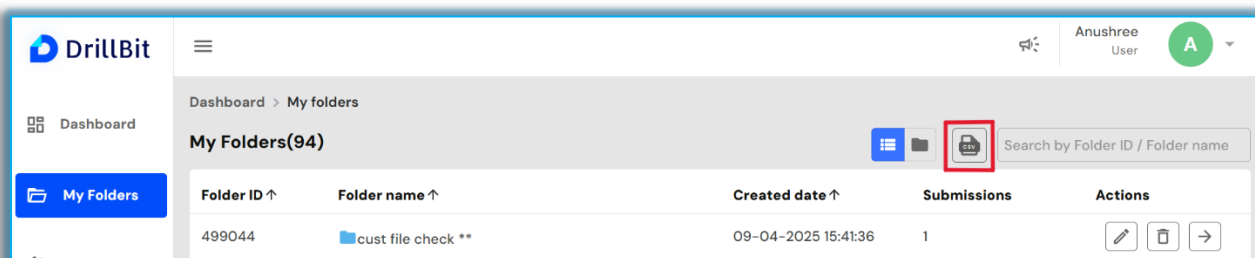 DrillBit
Anushree
User
A
Dashboard > My folders
Dashboard
My Folders(94)
CSV
Search by Folder ID / Folder name
My Folders
Folder ID↑ Folder name↑ Created date↑ Submissions Actions
499044 cust file check ** 09-04-2025 15:41:36 1